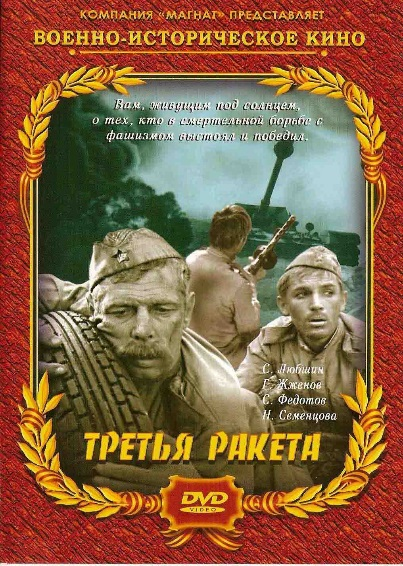 КОМПАНИЯ "МАГНАТ" ПРЕДСТАВЛЯЕТ
ВОЕННО-ИСТОРИЧЕСКОЕ КИНО
Вам, живущим под солнцем,
о тех, кто в смертельной борьбе с
фашизмом выстоял и победил.
С. Любшин
Г. Жженов
С. Федотов
Н. Семенцова
ТРЕТЬЯ РАКЕТА
DVD
VIDEO